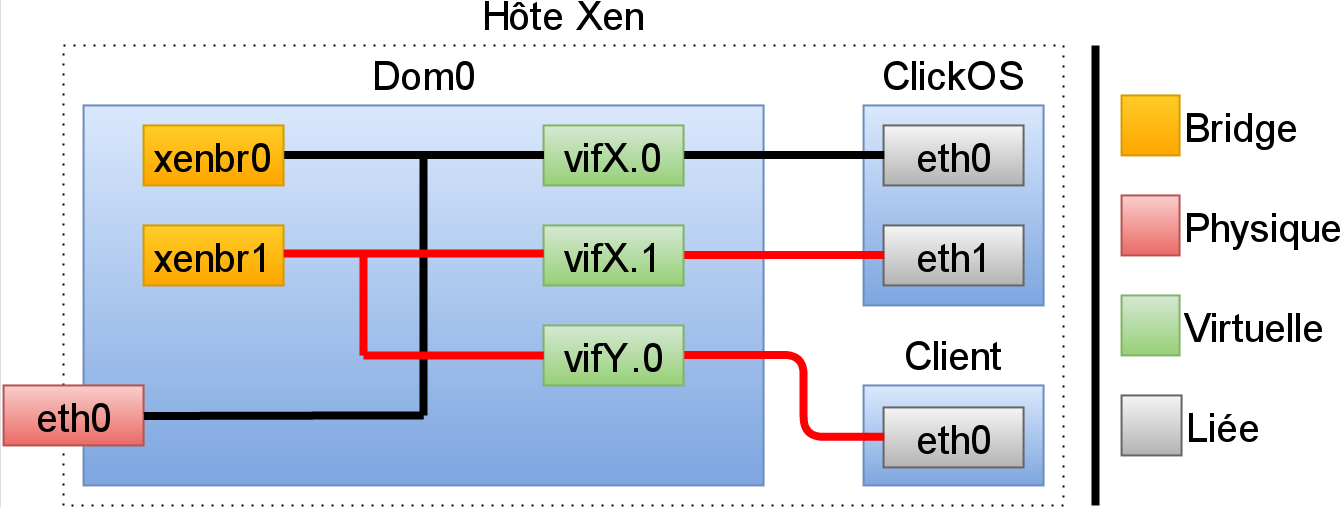 Hôte Xen
Dom0
ClickOS
xenbr0
vifX.0
eth0
xenbr1
vifX.1
eth1
vifY.0
Client
eth0
eth0
Bridge
Physique
Virtuelle
Liée